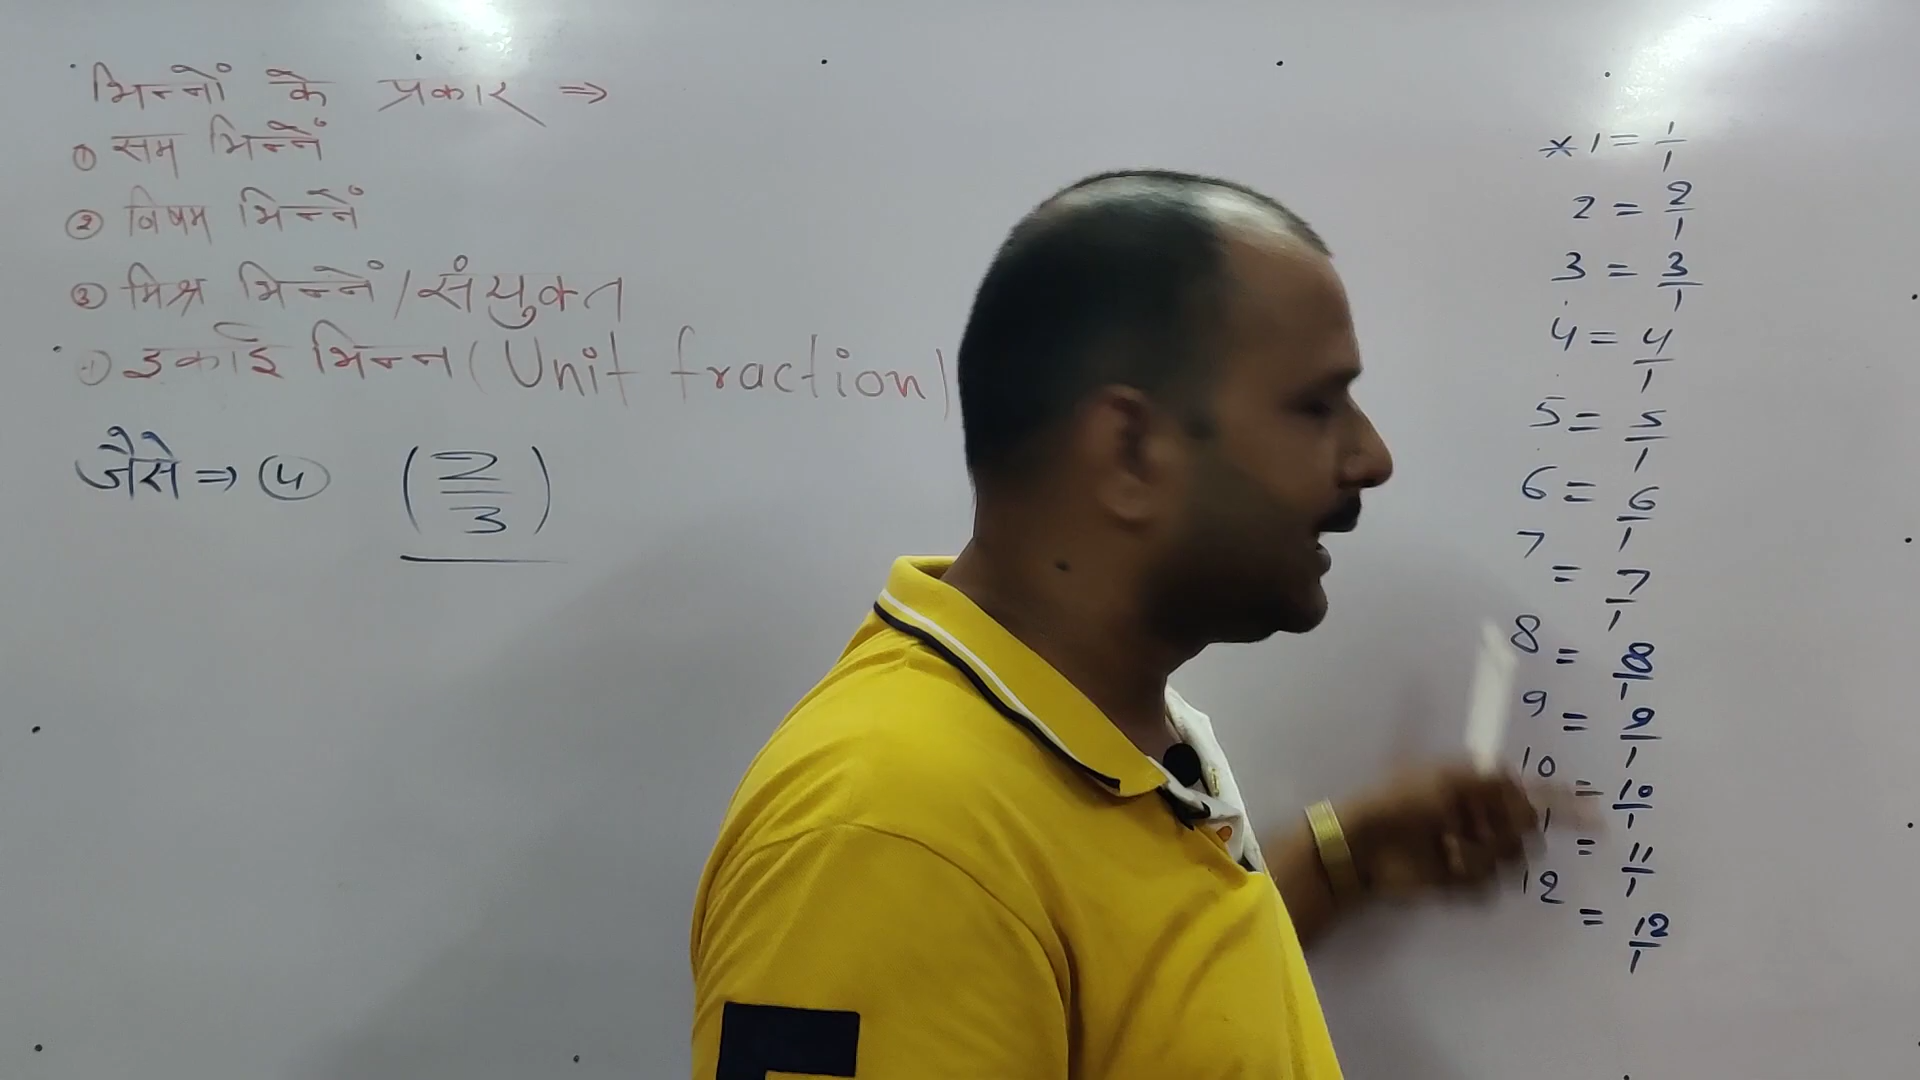 भिन्नों के प्रकार ⇒
① सम भिन्नें
② विषम भिन्नें
③ मिश्र भिन्नें / संयुक्त
इकाई भिन्न ( Unit fraction )
जैसे ⇒ ④ (2/3)
* 1 = 1/1
2 = 2/1
3 = 3/1
4 = 4/1
5 = 5/1
6 = 6/1
7 = 7/1
8 = 8/1
9 = 9/1
10 = 10/1
= 11/1
12 = 12/1